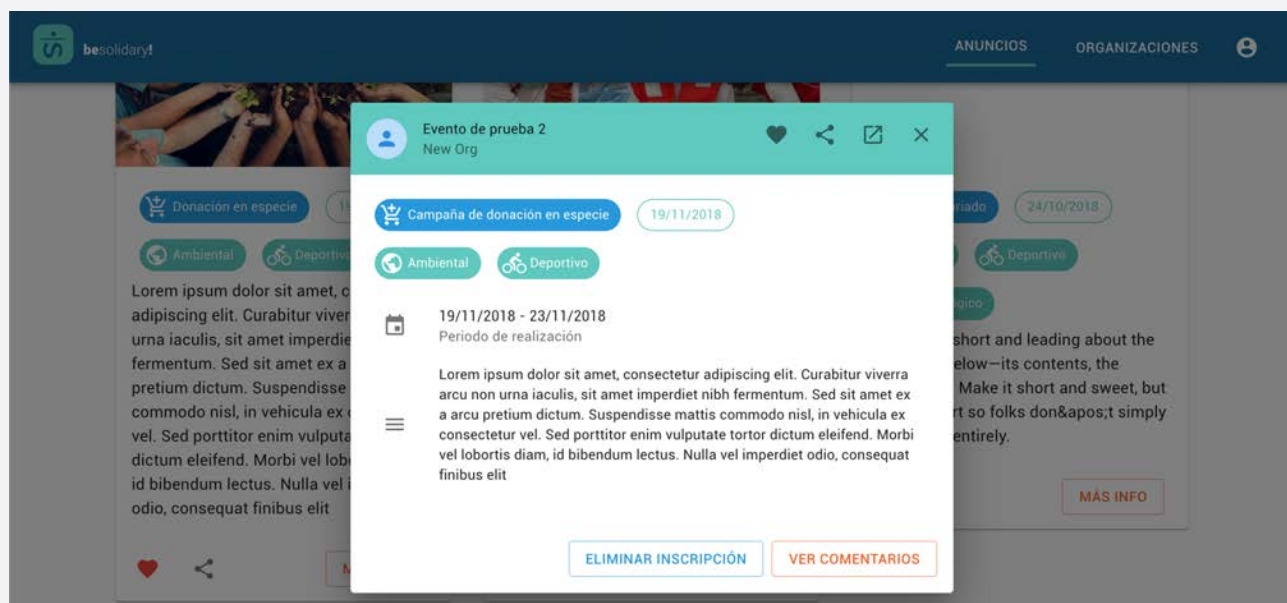 besolidary!
ANUNCIOS
ORGANIZACIONES
Evento de prueba 2
New Org
Campaña de donación en especie
19/11/2018
Ambiental
Deportivo
19/11/2018 - 23/11/2018
Periodo de realización
Lorem ipsum dolor sit amet, consectetur adipiscing elit. Curabitur viverra
arcu non urna iaculis, sit amet imperdiet nibh fermentum. Sed sit amet ex
a arcu pretium dictum. Suspendisse mattis commodo nisl, in vehicula ex
consectetur vel. Sed porttitor enim vulputate tortor dictum eleifend. Morbi
vel lobortis diam, id bibendum lectus. Nulla vel imperdiet odio, consequat
finibus elit
ELIMINAR INSCRIPCIÓN
VER COMENTARIOS
Donación en especie
Ambiental
Deportivo
Lorem ipsum dolor sit amet,
adipiscing elit. Curabitur
urna iaculis, sit amet
fermentum. Sed sit amet ex a
pretium dictum. Suspendisse
commodo nisl, in vehicula ex
vel. Sed porttitor enim
dictum eleifend. Morbi vel
id bibendum lectus. Nulla vel
odio, consequat finibus elit
24/10/2018
Deportivo
short and leading about the
its contents, the
Make it short and sweet, but
so folks don&apos;t simply
entirely.
MÁS INFO